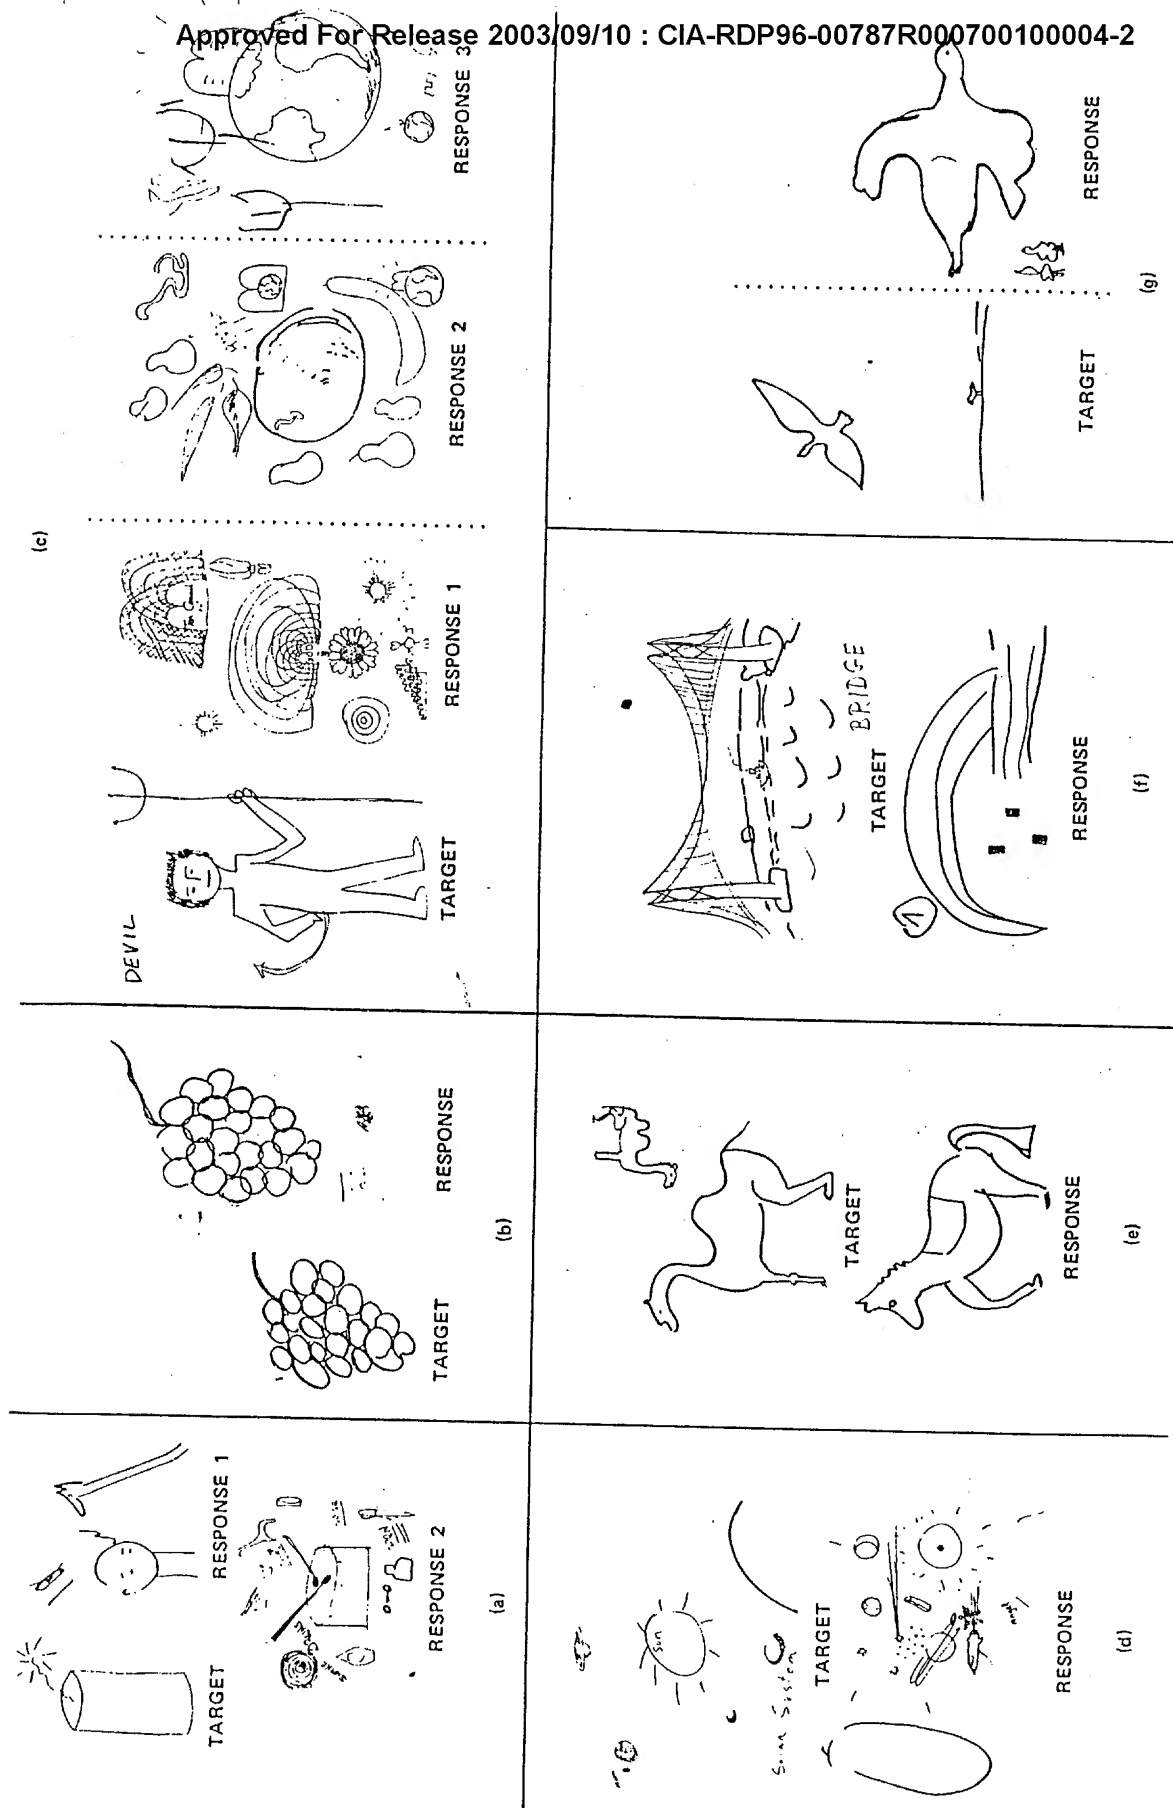 Approved For Release 2003/09/10 : CIA-RDP96-00787R000700100004-2
TARGET
RESPONSE 1
RESPONSE 2
(a)
TARGET
RESPONSE
(b)
(c)
DEVIL
TARGET
RESPONSE 1
RESPONSE 2
RESPONSE 3
Sun
TARGET
RESPONSE
(d)
TARGET
RESPONSE
(e)
BRIDGE
TARGET
RESPONSE
(f)
TARGET
RESPONSE
(g)